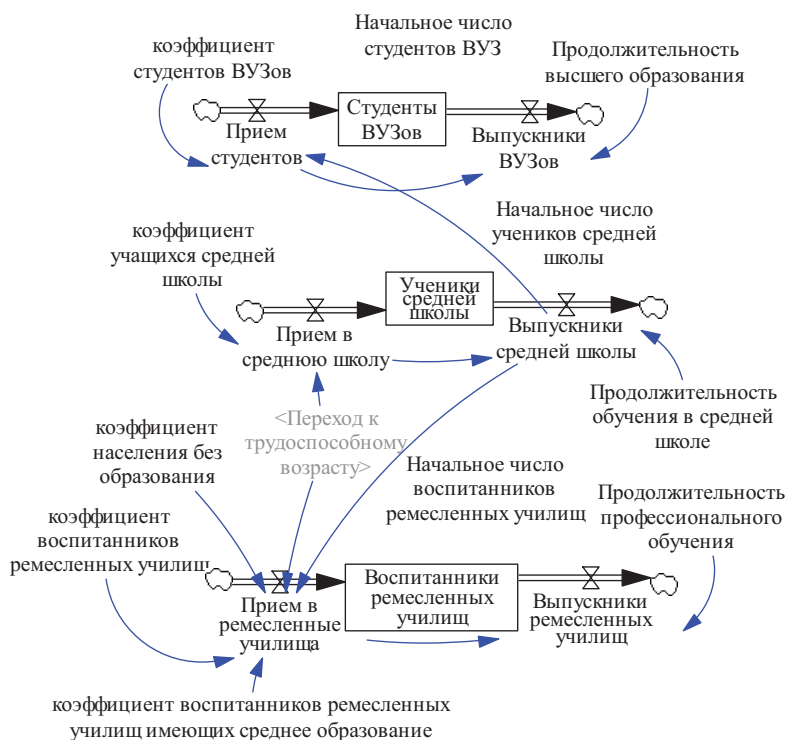 Начальное число
студентов ВУЗ
коэффициент
студентов ВУЗов
Продолжительность
высшего образования
Студенты
ВУЗов
Прием
студентов
Выпускники
ВУЗов
Начальное число
учеников средней
школы
коэффициент
учащихся средней
школы
Ученики
средней
школы
Прием в
среднюю школу
Выпускники
средней школы
Продолжительность
обучения в средней
школе
<Переход к
трудоспособному
возрасту>
коэффициент
населения без
образования
Начальное число
воспитанников
ремесленных училищ
Продолжительность
профессионального
обучения
коэффициент
воспитанников
ремесленных училищ
Воспитанники
ремесленных
училищ
Прием в
ремесленные
училища
Выпускники
ремесленных
училищ
коэффициент воспитанников ремесленных
училищ имеющих среднее образование